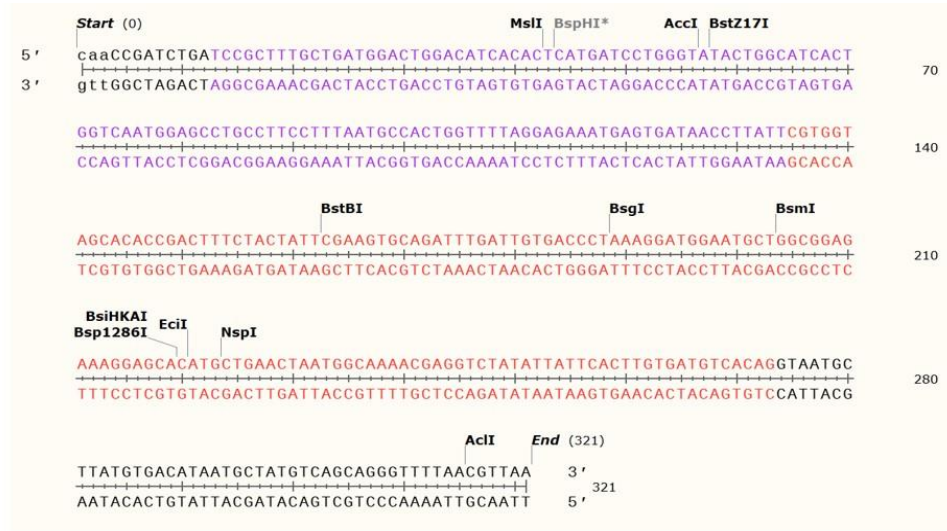 Start (0) MslI BspHI* AccI BstZ17I
5' caaCCGATCTGATCCGCTTTGCTGATGGACTGGACATCACACTCATGATCCTGGGTATACTGGCATCACT
70
3' gttGGCTAGACTAGGCGAAACGACTACCTGACCTGTAGTGTGAGTACTAGGACCCATATGACCGTAGTGA
GGTCAATGGAGCCTGCCTTCCTTTAATGCCACTGGTTTTAGGAGAAATGAGTGATAACCTTATTCGTGGT
140
CCAGTTACCTCGGACGGAAGGAAATTACGGTGACCAAAATCCTCTTTACTCACTATTGGAATAAGCACCA
BstBI BsgI BsmI
AGCACACCGACTTTCTACTATTCGAAGTGCAGATTTGATTGTGACCCTAAAGGATGGAATGCTGGCGGAG
210
TCGTGTGGCTGAAAGATGATAAGCTTCACGTCTAAACTAACACTGGGATTTCCTACCTTACGACCGCCTC
BsiHKAI
Bsp1286I EciI NspI
AAAGGAGCACATGCTGAACTAATGGCAAAACGAGGTCTATATTATTCACTTGTGATGTCACAGGTAATGC
280
TTTCCTCGTGTACGACTTGATTACCGTTTTGCTCCAGATATAATAAGTGAACACTACAGTGTCCATTACG
AclI End (321)
TTATGTGACATAATGCTATGTCAGCAGGGTTTTAACGTTAA 3'
321
AATACACTGTATTACGATACAGTCGTCCCAAAATTGCAATT 5'